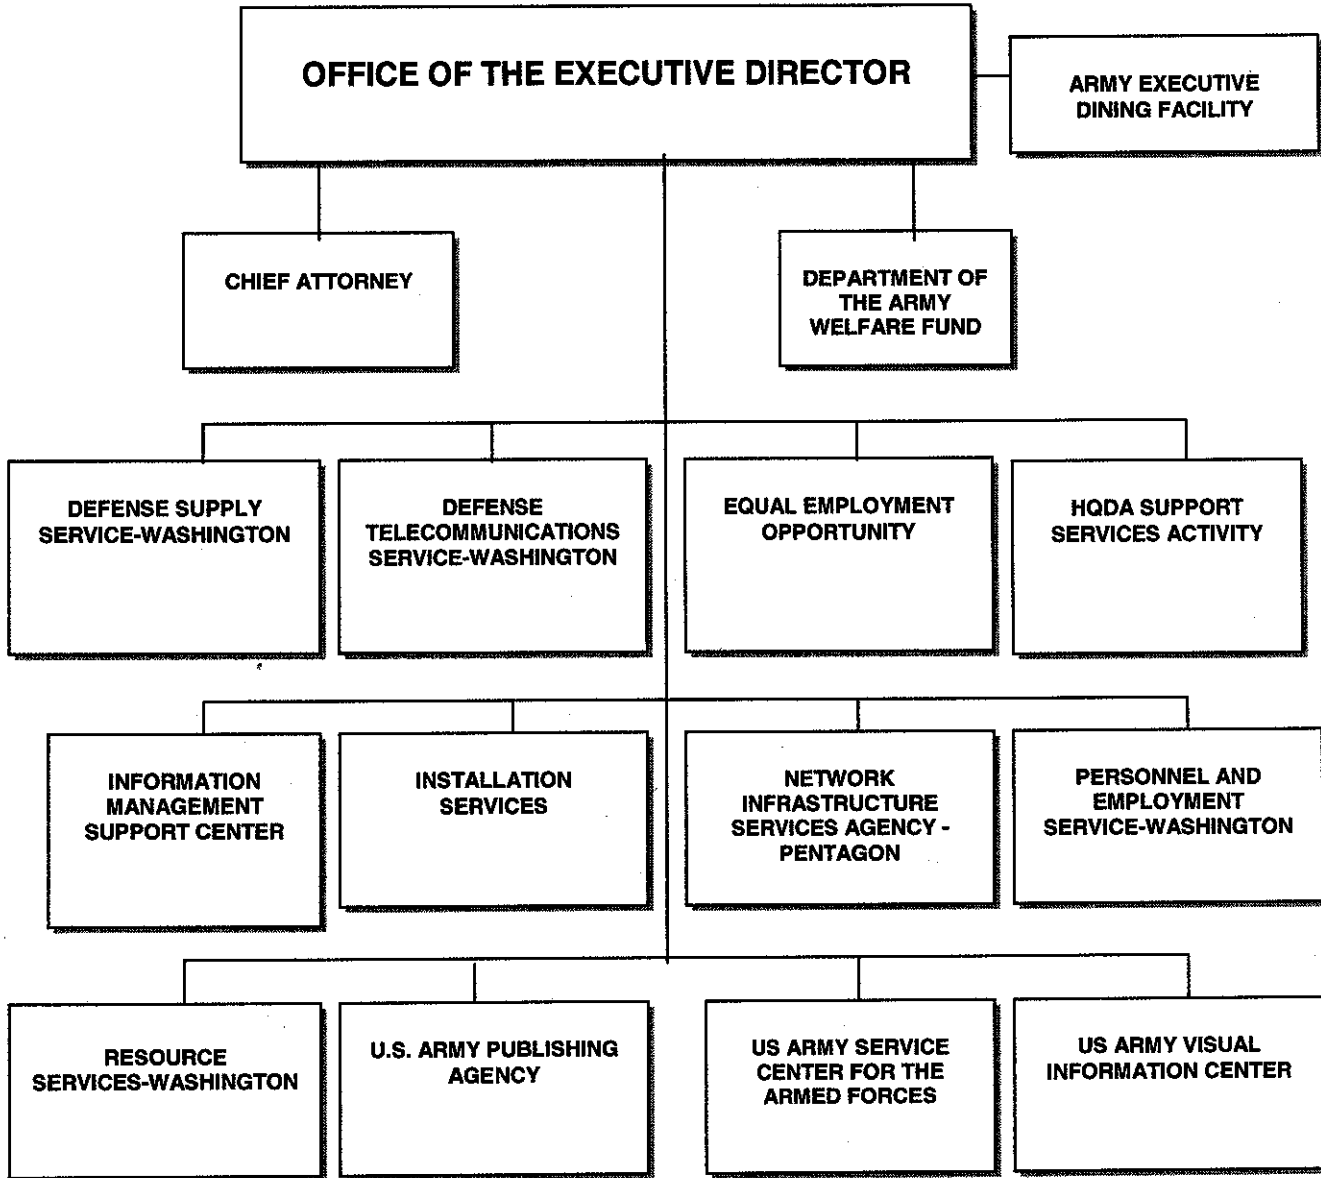 OFFICE OF THE EXECUTIVE DIRECTOR
ARMY EXECUTIVE
DINING FACILITY
CHIEF ATTORNEY
DEPARTMENT OF
THE ARMY
WELFARE FUND
DEFENSE SUPPLY
SERVICE-WASHINGTON
DEFENSE
TELECOMMUNICATIONS
SERVICE-WASHINGTON
EQUAL EMPLOYMENT
OPPORTUNITY
HQDA SUPPORT
SERVICES ACTIVITY
INFORMATION
MANAGEMENT
SUPPORT CENTER
INSTALLATION
SERVICES
NETWORK
INFRASTRUCTURE
SERVICES AGENCY -
PENTAGON
PERSONNEL AND
EMPLOYMENT
SERVICE-WASHINGTON
RESOURCE
SERVICES-WASHINGTON
U.S. ARMY PUBLISHING
AGENCY
US ARMY SERVICE
CENTER FOR THE
ARMED FORCES
US ARMY VISUAL
INFORMATION CENTER